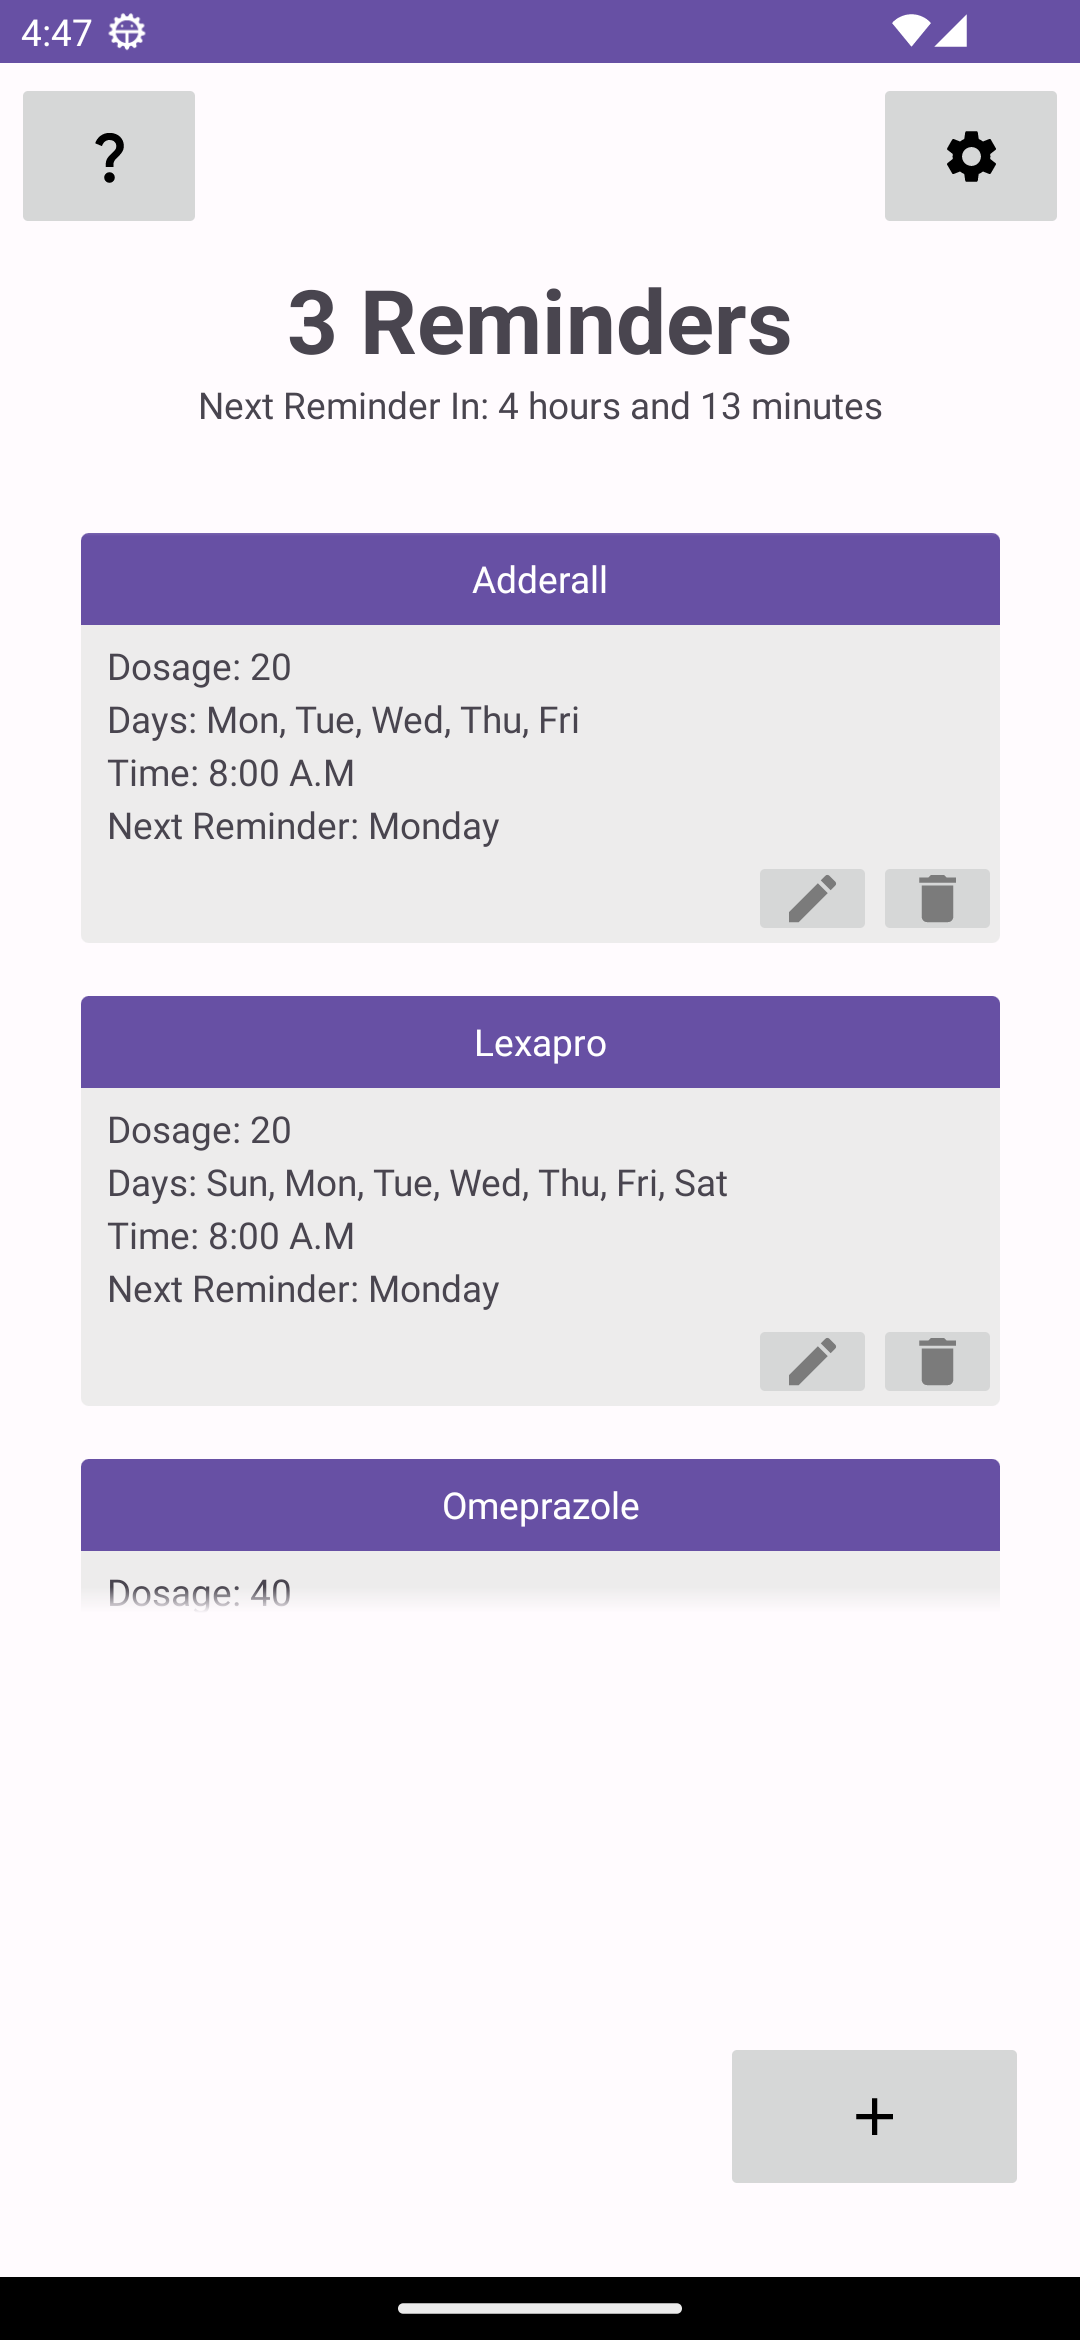 4:47
?
3 Reminders
Next Reminder In: 4 hours and 13 minutes
Adderall
Dosage: 20
Days: Mon, Tue, Wed, Thu, Fri
Time: 8:00 A.M
Next Reminder: Monday
Lexapro
Dosage: 20
Days: Sun, Mon, Tue, Wed, Thu, Fri, Sat
Time: 8:00 A.M
Next Reminder: Monday
Omeprazole
Dosage: 40
+